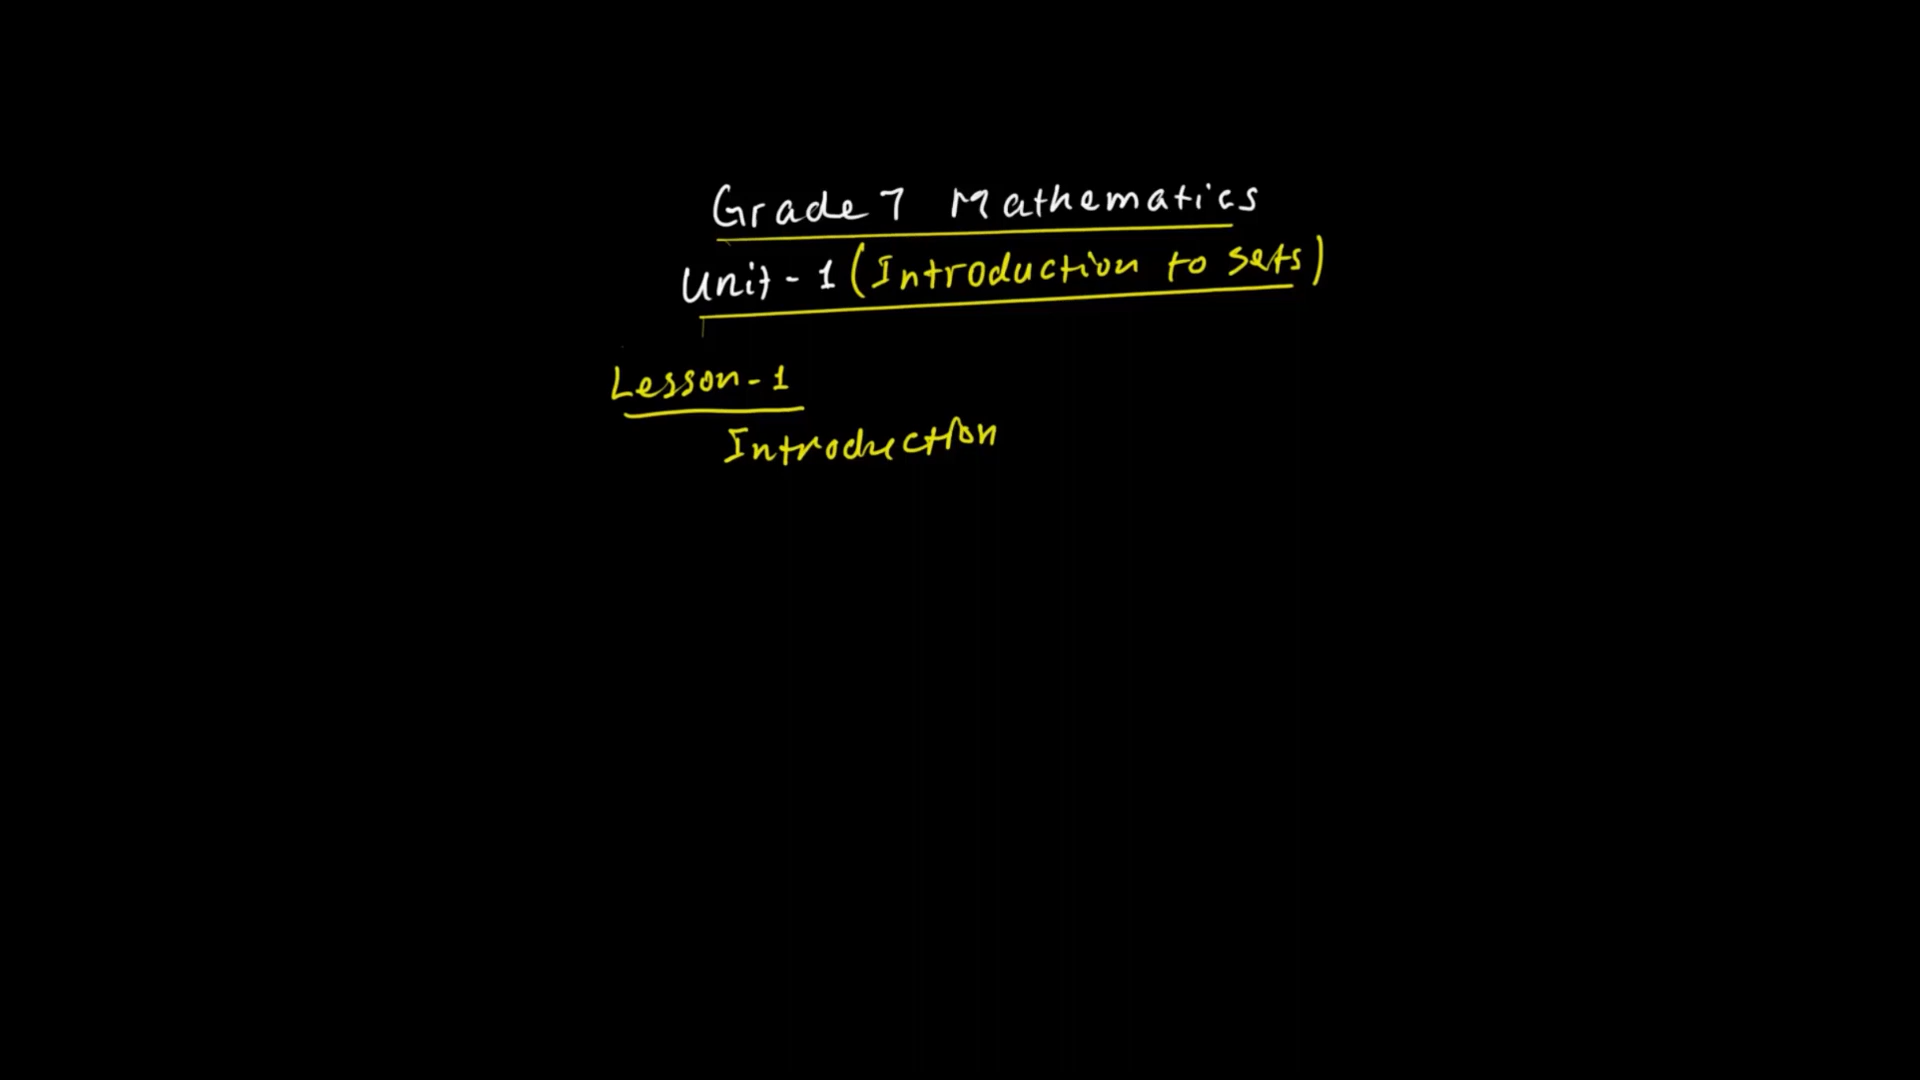 Grade 7 Mathematics
Unit - 1 (Introduction to sets)
Lesson - 1
Introduction